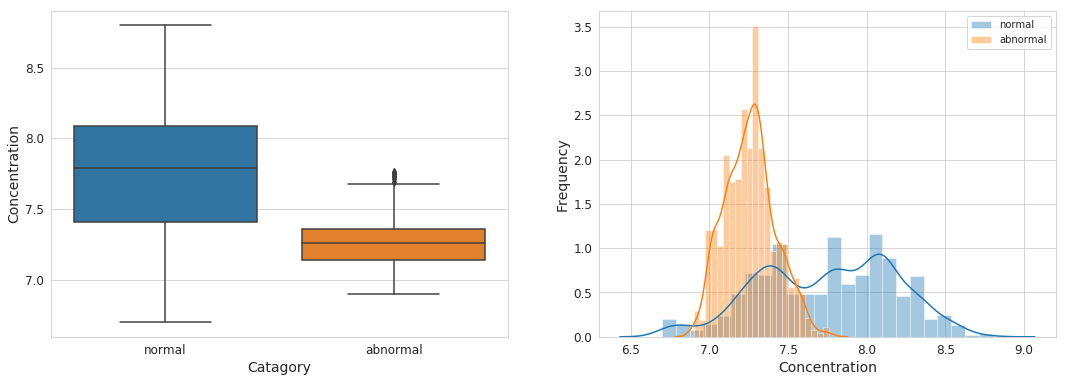 Concentration
8.5
8.0
7.5
7.0
normal
abnormal
Catagory
Frequency
3.5
3.0
2.5
2.0
1.5
1.0
0.5
0.0
normal
abnormal
6.5
7.0
7.5
8.0
8.5
9.0
Concentration